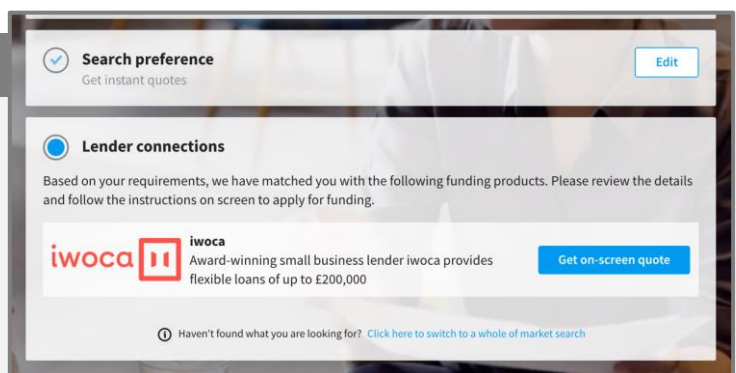 Search preference
Edit
Get instant quotes
Lender connections
Based on your requirements, we have matched you with the following funding products. Please review the details
and follow the instructions on screen to apply for funding.
iwoca
iwoca
Award-winning small business lender iwoca provides
flexible loans of up to £200,000
Get on-screen quote
Haven't found what you are looking for? Click here to switch to a whole of market search